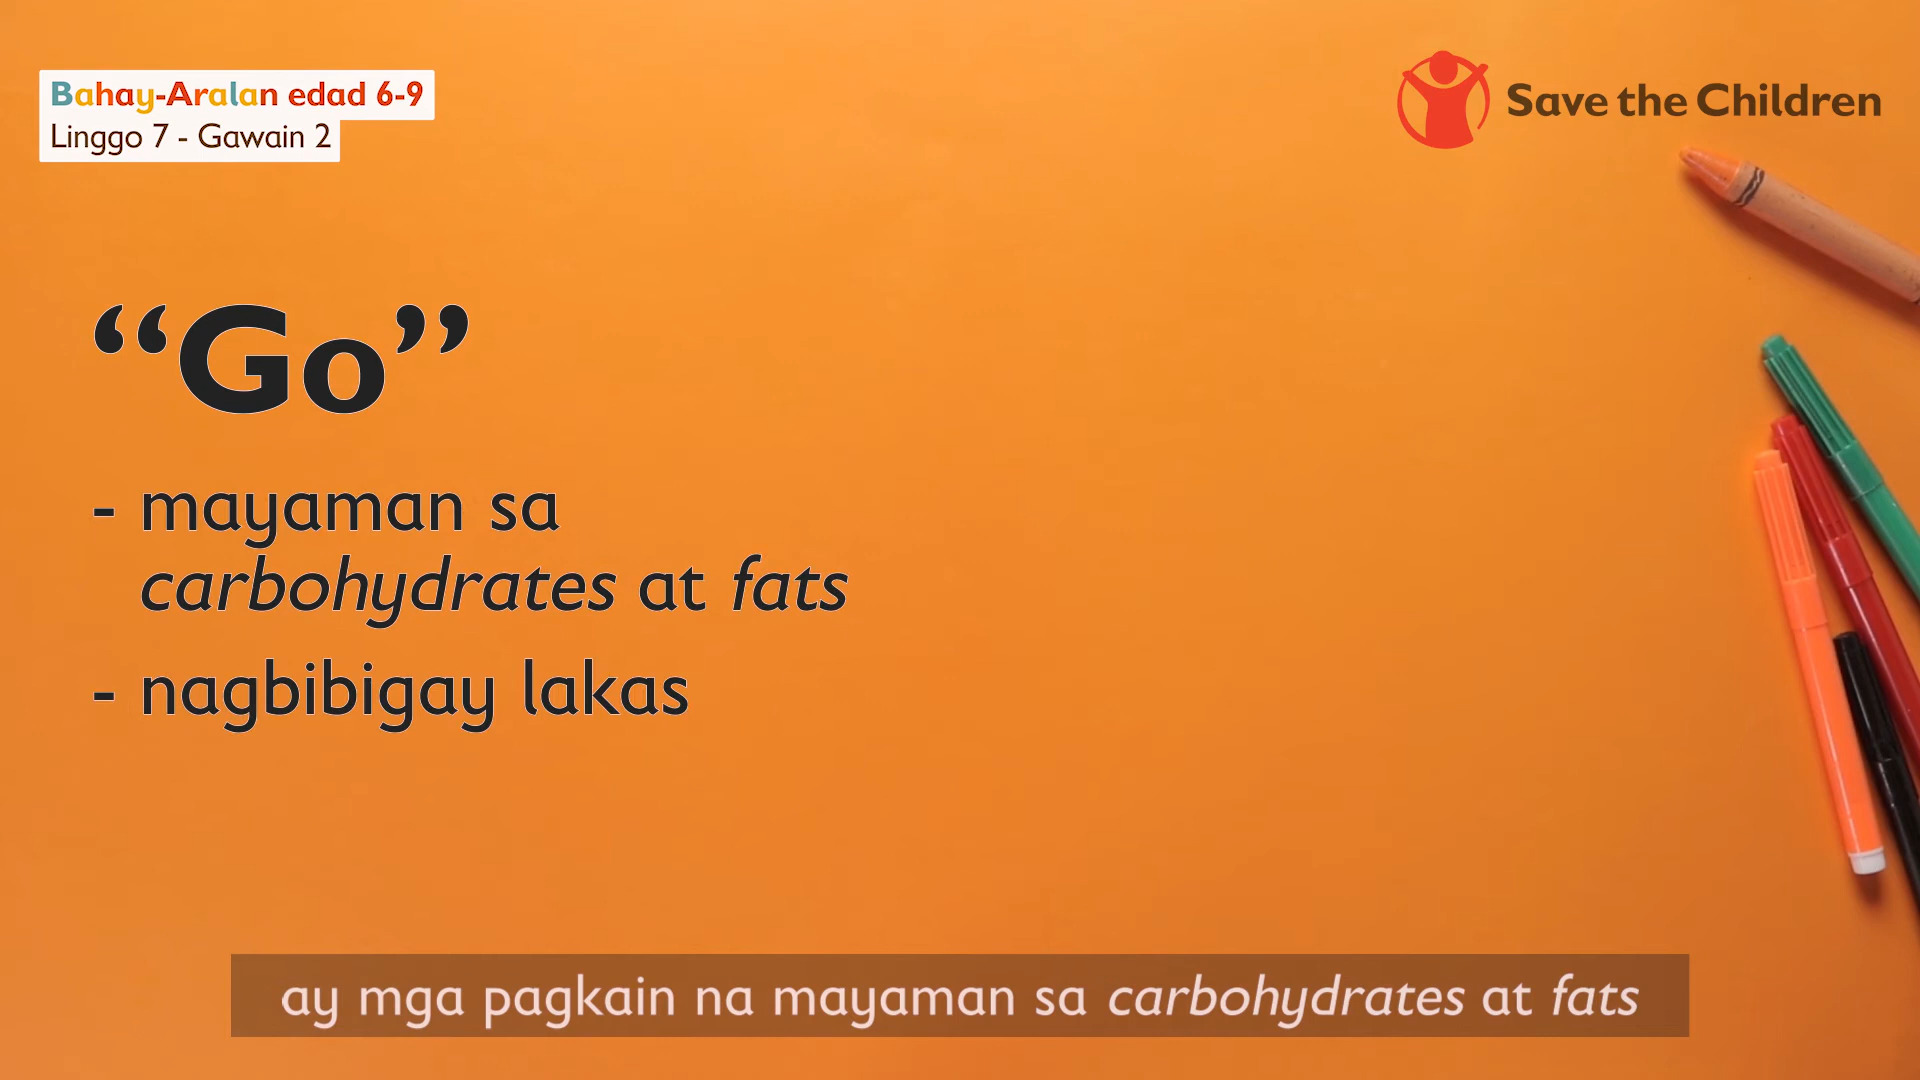 Bahay-Aralan edad 6-9
Linggo 7 - Gawain 2
Save the Children
“Go”
- mayaman sa
carbohydrates at fats
- nagbibigay lakas
ay mga pagkain na mayaman sa carbohydrates at fats